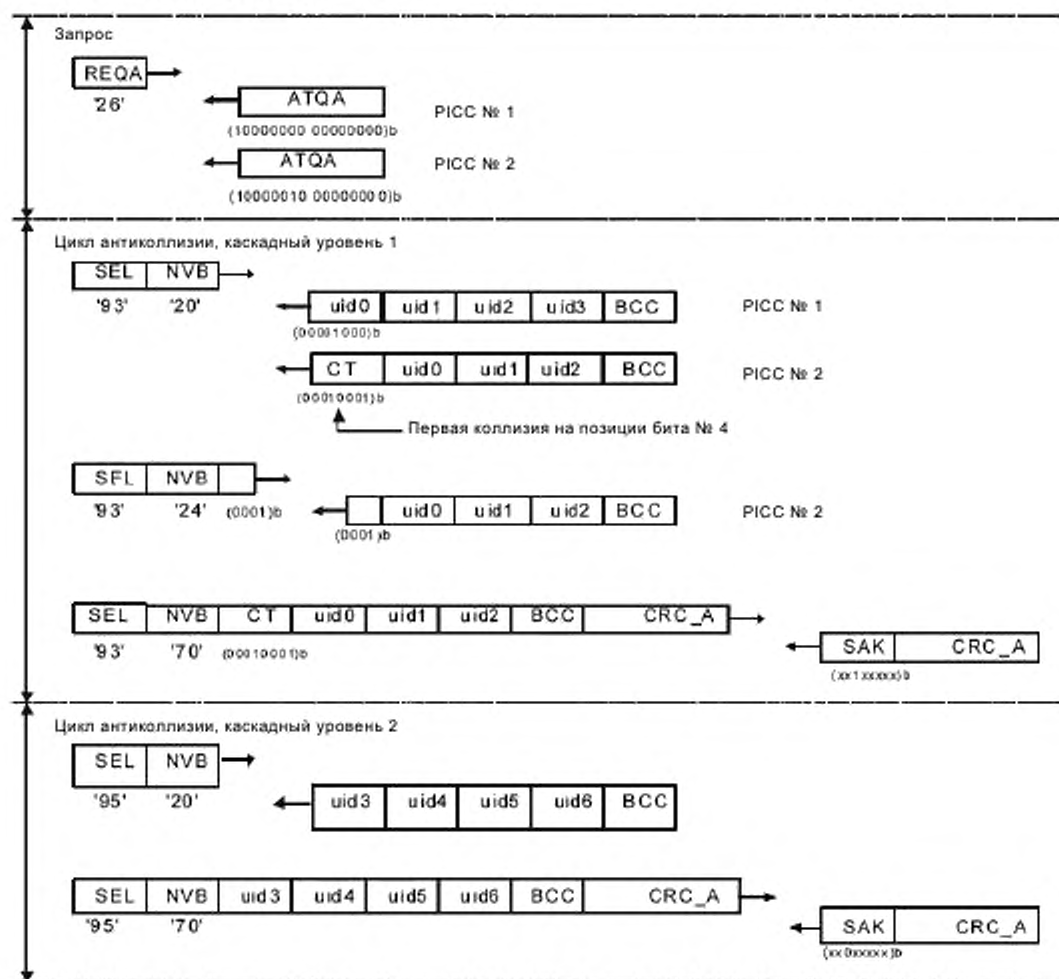 Запрос
REQA
'26'
ATQA
PICC № 1
(10000000 00000000)b
ATQA
PICC № 2
(10000010 00000000)b
Цикл антиколлизии, каскадный уровень 1
SEL NVB
'93' '20'
uid0 uid1 uid2 uid3 BCC
PICC № 1
(00001000)b
CT uid0 uid1 uid2 BCC
PICC № 2
(00010001)b
Первая коллизия на позиции бита № 4
SEL NVB
'93' '24' (0001)b
uid0 uid1 uid2 BCC
PICC № 2
(0001)b
SEL NVB CT uid0 uid1 uid2 BCC CRC_A
'93' '70' (00010001)b
SAK CRC_A
(xx1xxxxx)b
Цикл антиколлизии, каскадный уровень 2
SEL NVB
'95' '20'
uid3 uid4 uid5 uid6 BCC
SEL NVB uid3 uid4 uid5 uid6 BCC CRC_A
'95' '70'
SAK CRC_A
(xx0xxxxx)b